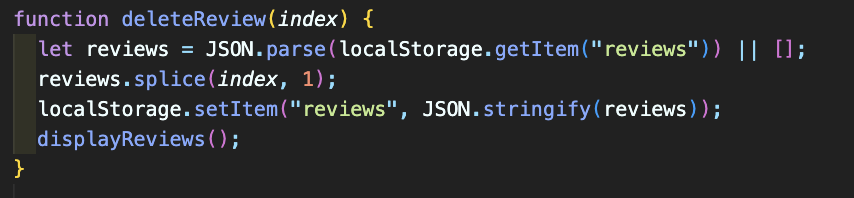 function deleteReview(index) {
  let reviews = JSON.parse(localStorage.getItem("reviews")) || [];
  reviews.splice(index, 1);
  localStorage.setItem("reviews", JSON.stringify(reviews));
  displayReviews();
}